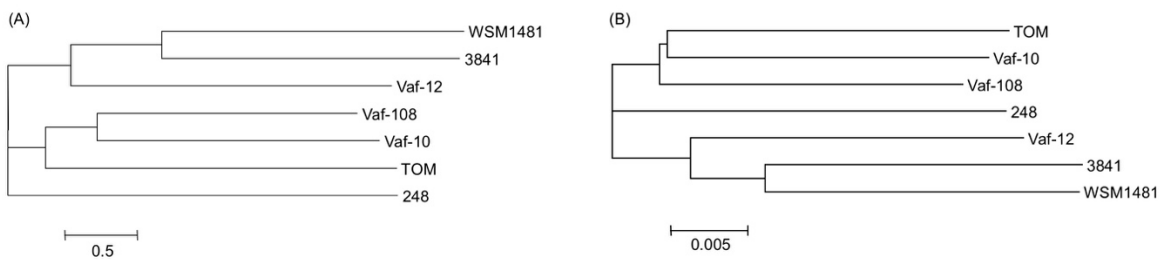 (A)
WSM1481
3841
Vaf-12
Vaf-108
Vaf-10
TOM
248
0.5
(B)
TOM
Vaf-10
Vaf-108
248
Vaf-12
3841
WSM1481
0.005